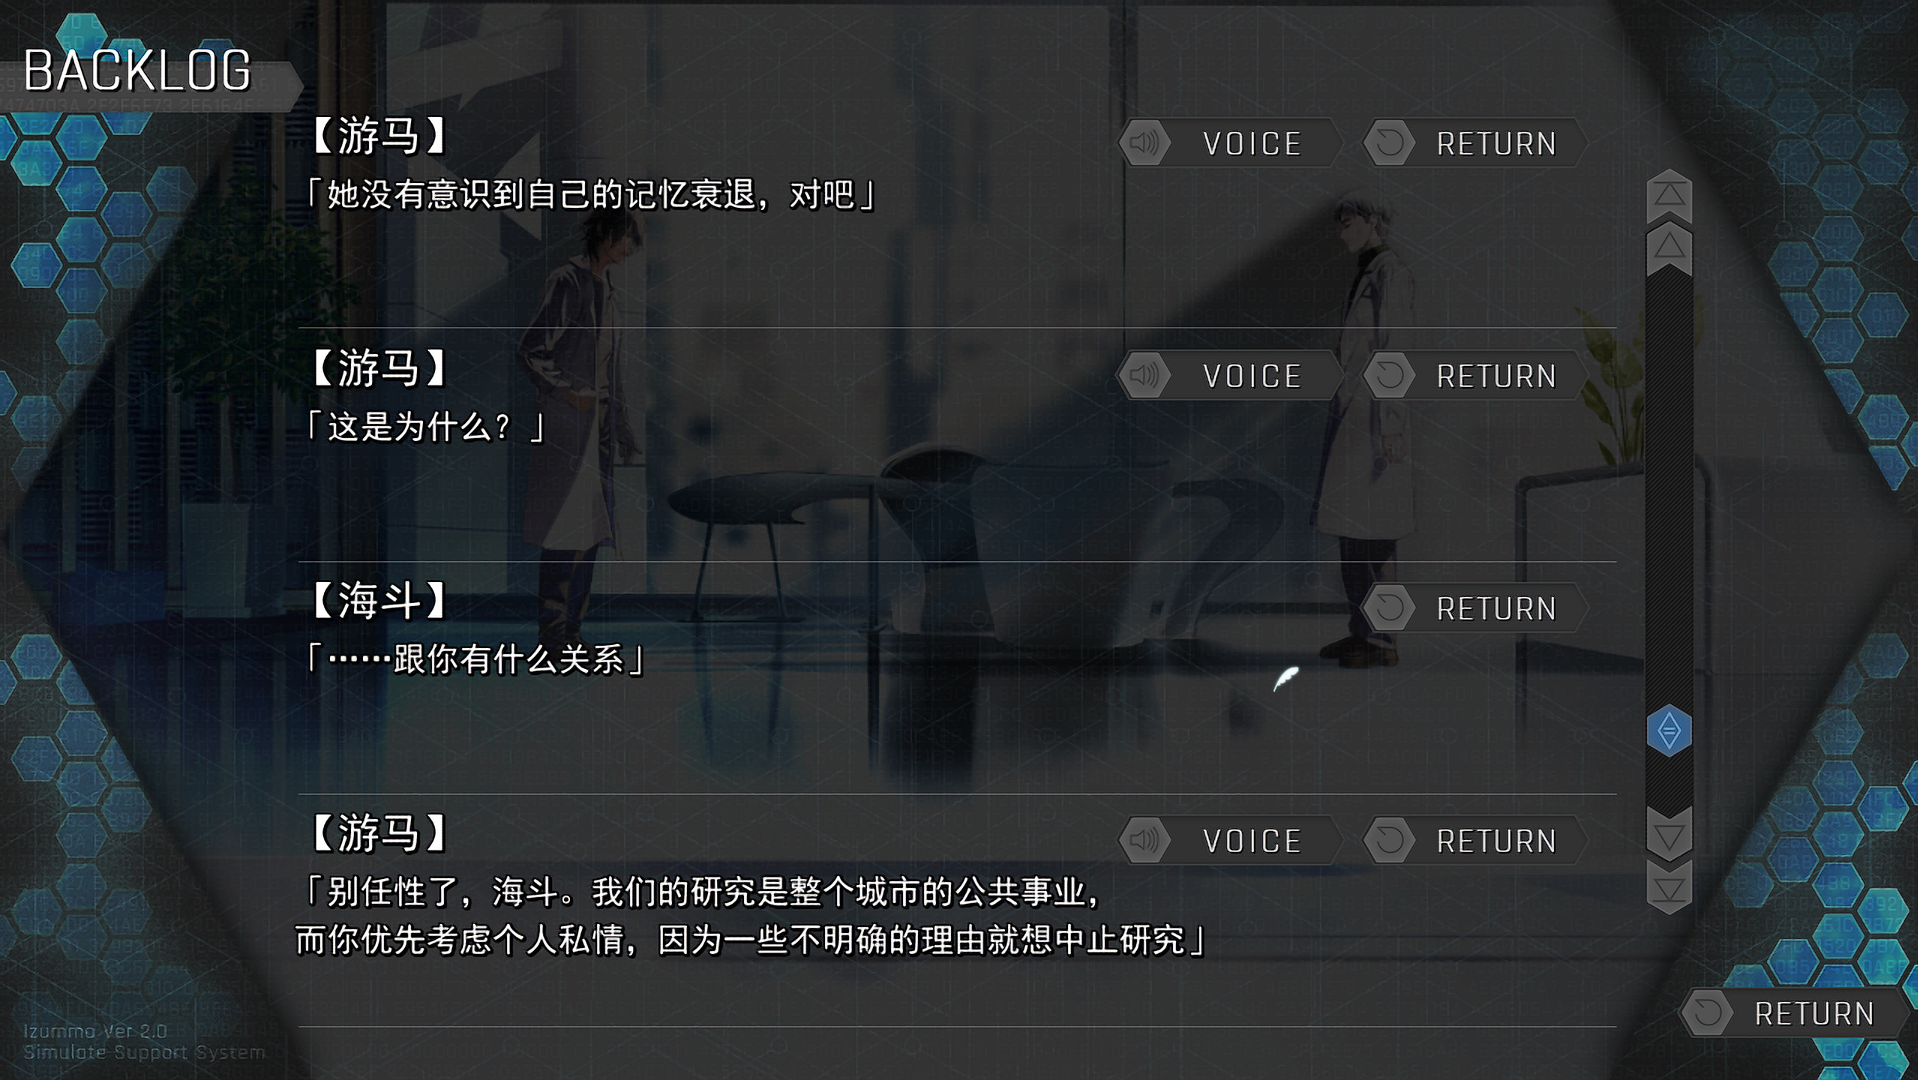 BACKLOG
【游马】
VOICE
RETURN
「她没有意识到自己的记忆衰退，对吧」
【游马】
VOICE
RETURN
「这是为什么？」
【海斗】
RETURN
「……跟你有什么关系」
【游马】
VOICE
RETURN
「别任性了，海斗。我们的研究是整个城市的公共事业，
而你优先考虑个人私情，因为一些不明确的理由就想中止研究」
RETURN
Izummo Ver 2.0
Simulate Support System